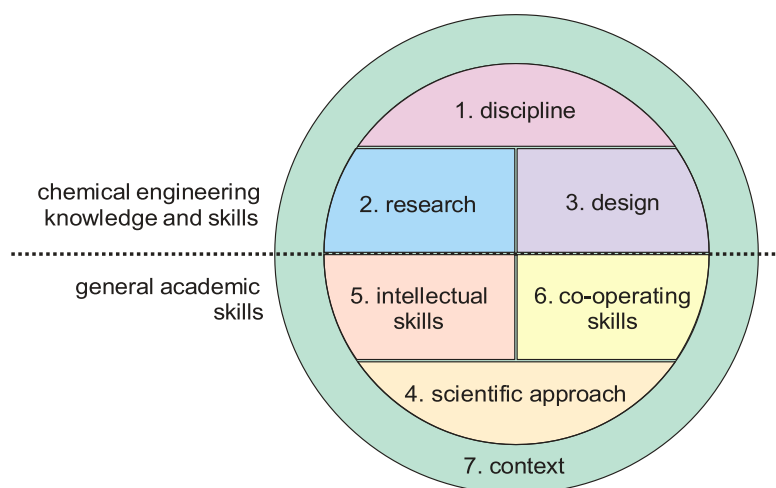 1. discipline
chemical engineering
knowledge and skills
2. research
3. design
general academic
skills
5. intellectual
skills
6. co-operating
skills
4. scientific approach
7. context